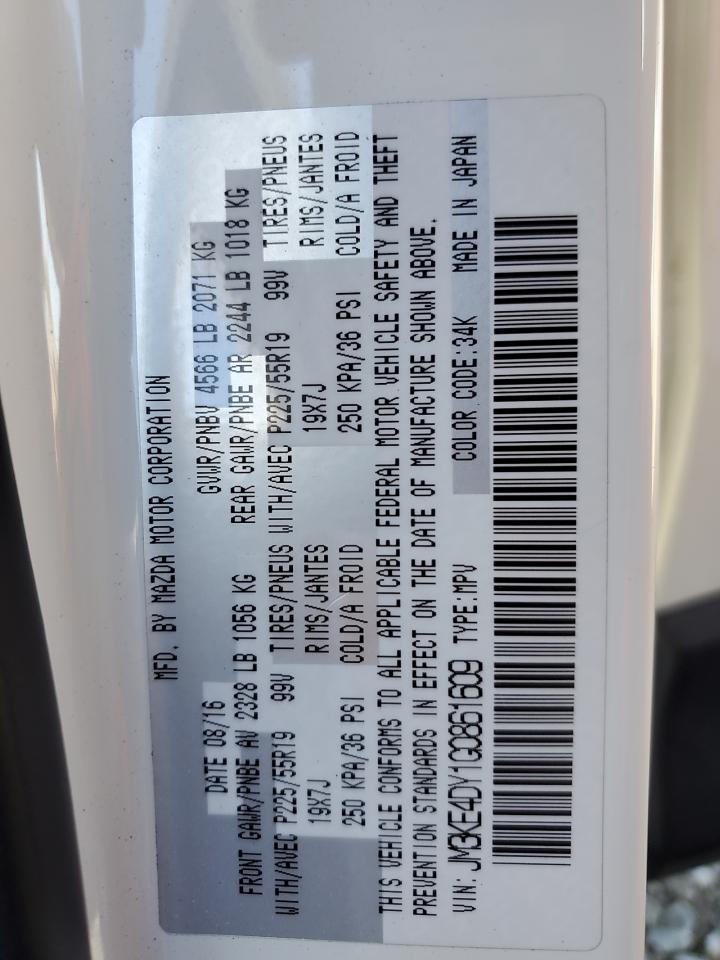 MFD. BY MAZDA MOTOR CORPORATION
DATE 08/16 GVWR/PNBV 4566 LB 2071 KG
FRONT GAWR/PNBE AV 2328 LB 1056 KG REAR GAWR/PNBE AR 2244 LB 1018 KG
WITH/AVEC P225/55R19 99V TIRES/PNEUS WITH/AVEC P225/55R19 99V TIRES/PNEUS
19X7J RIMS/JANTES 19X7J RIMS/JANTES
250 KPA/36 PSI COLD/A FROID 250 KPA/36 PSI COLD/A FROID
THIS VEHICLE CONFORMS TO ALL APPLICABLE FEDERAL MOTOR VEHICLE SAFETY AND THEFT
PREVENTION STANDARDS IN EFFECT ON THE DATE OF MANUFACTURE SHOWN ABOVE.
VIN: JM3KE4DY1G0861609 TYPE:MPV COLOR CODE:34K MADE IN JAPAN